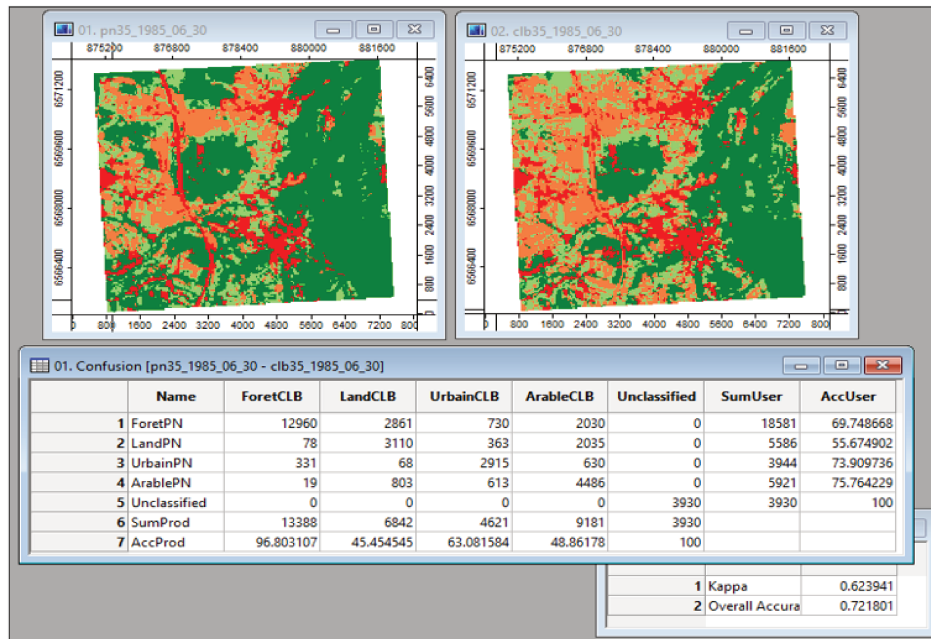 01. pn35_1985_06_30
875200 876800 878400 880000 881600
6571200
6569600
6568000
6566400
6400
5600
4800
4000
3200
2400
1600
800
0
0 800 1600 2400 3200 4000 4800 5600 6400 7200 800
02. clb35_1985_06_30
875200 876800 878400 880000 881600
6571200
6569600
6568000
6566400
6400
5600
4800
4000
3200
2400
1600
800
0 800 1600 2400 3200 4000 4800 5600 6400 7200 800
01. Confusion [pn35_1985_06_30 - clb35_1985_06_30]
Name ForetCLB LandCLB UrbainCLB ArableCLB Unclassified SumUser AccUser
1 ForetPN 12960 2861 730 2030 0 18581 69.748668
2 LandPN 78 3110 363 2035 0 5586 55.674902
3 UrbainPN 331 68 2915 630 0 3944 73.909736
4 ArablePN 19 803 613 4486 0 5921 75.764229
5 Unclassified 0 0 0 0 3930 3930 100
6 SumProd 13388 6842 4621 9181 3930
7 AccProd 96.803107 45.454545 63.081584 48.86178 100
1 Kappa 0.623941
2 Overall Accura 0.721801